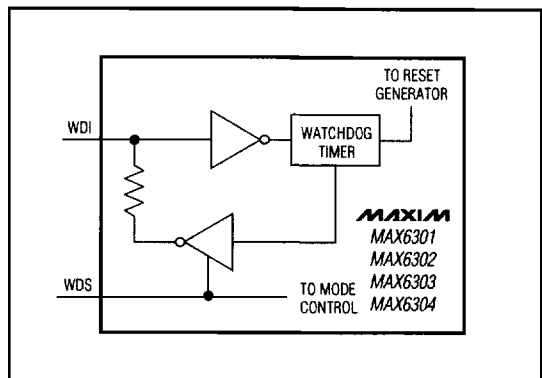 TO RESET
GENERATOR
WDI
WATCHDOG
TIMER
MAXIM
MAX6301
MAX6302
MAX6303
MAX6304
WDS
TO MODE
CONTROL